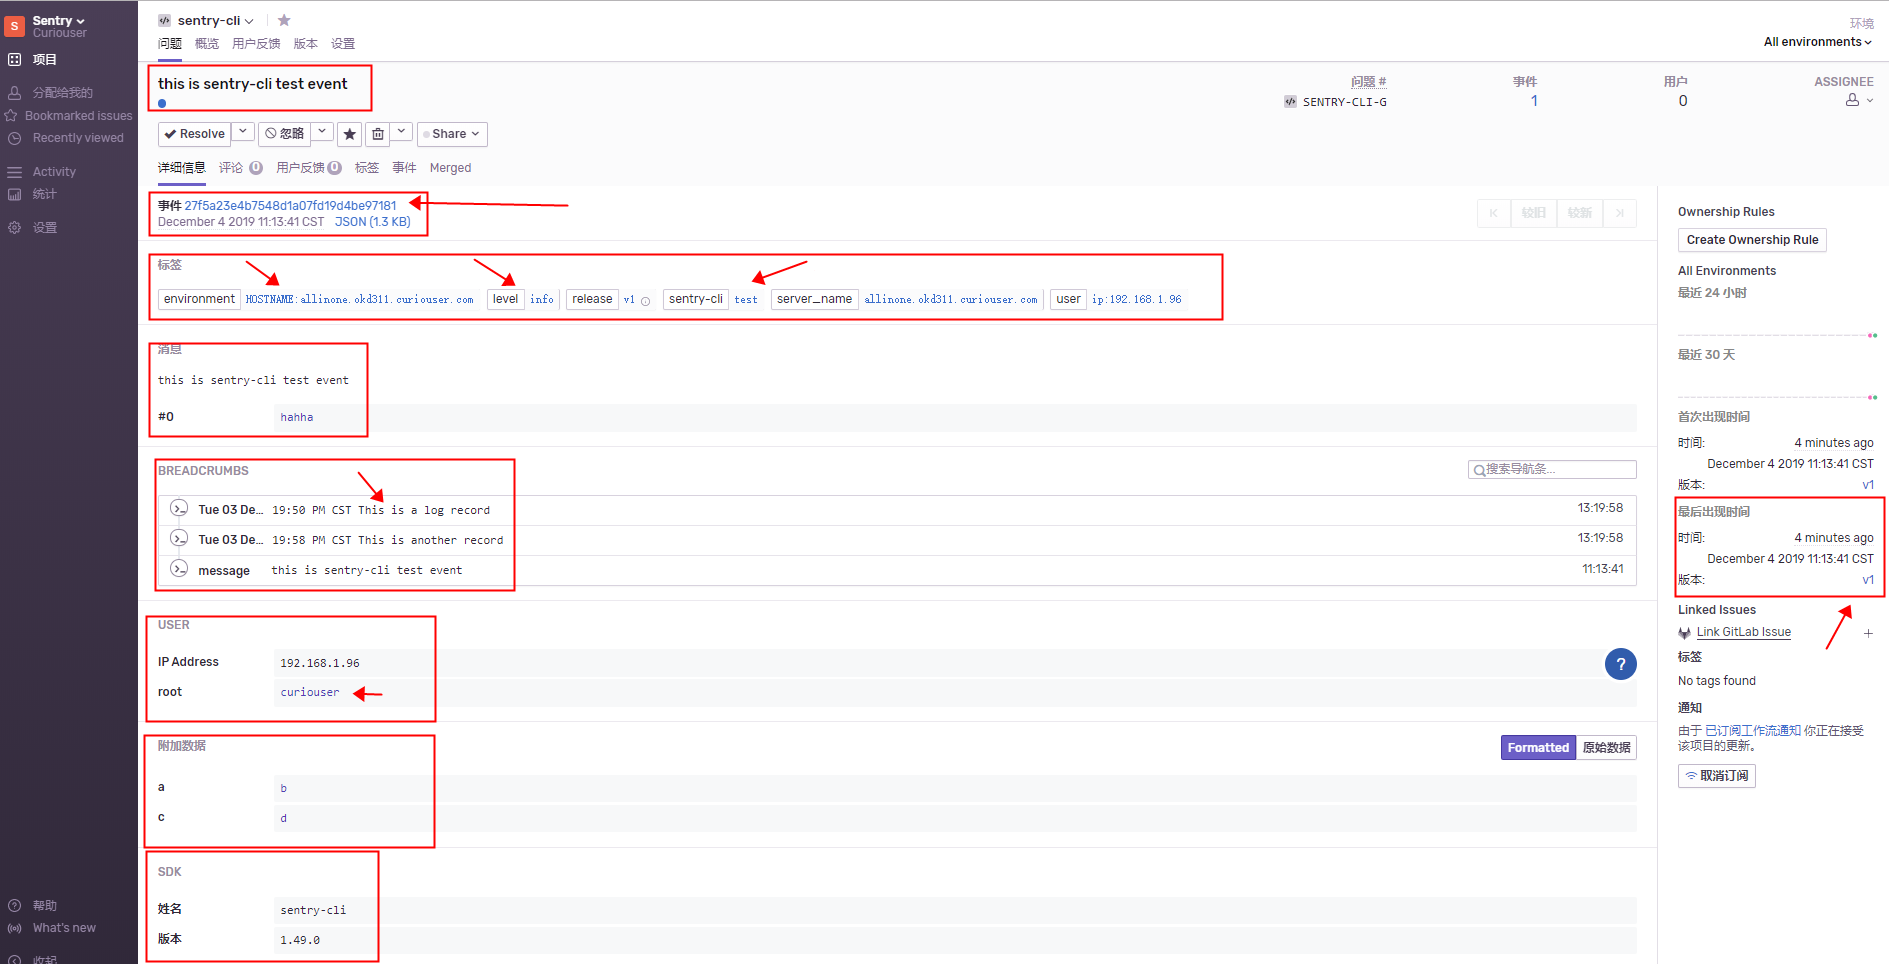 S
Sentry
Curiouser
项目
分配给我的
Bookmarked issues
Recently viewed
Activity
统计
设置
帮助
What's new
收起
sentry-cli
问题 概览 用户反馈 版本 设置
环境
All environments
this is sentry-cli test event
问题 # 事件 用户 ASSIGNEE
SENTRY-CLI-G 1 0
Resolve 忽略 Share
详细信息 评论 0 用户反馈 0 标签 事件 Merged
事件 27f5a23e4b7548d1a07fd19d4be97181
December 4 2019 11:13:41 CST JSON (1.3 KB)
较旧 较新
标签
environment HOSTNAME:allinone.okd311.curiouser.com level info release v1 sentry-cli test server_name allinone.okd311.curiouser.com user ip:192.168.1.96
消息
this is sentry-cli test event
#0 hahha
BREADCRUMBS
搜索导航条...
Tue 03 De... 19:50 PM CST This is a log record 13:19:58
Tue 03 De... 19:58 PM CST This is another record 13:19:58
message this is sentry-cli test event 11:13:41
USER
IP Address 192.168.1.96
root curiouser
?
附加数据
Formatted 原始数据
a b
c d
SDK
姓名 sentry-cli
版本 1.49.0
Ownership Rules
Create Ownership Rule
All Environments
最近 24 小时
最近 30 天
首次出现时间
时间: 4 minutes ago
December 4 2019 11:13:41 CST
版本: v1
最后出现时间
时间: 4 minutes ago
December 4 2019 11:13:41 CST
版本: v1
Linked Issues
Link GitLab Issue +
标签
No tags found
通知
由于 已订阅工作流通知 你正在接受
该项目的更新。
取消订阅